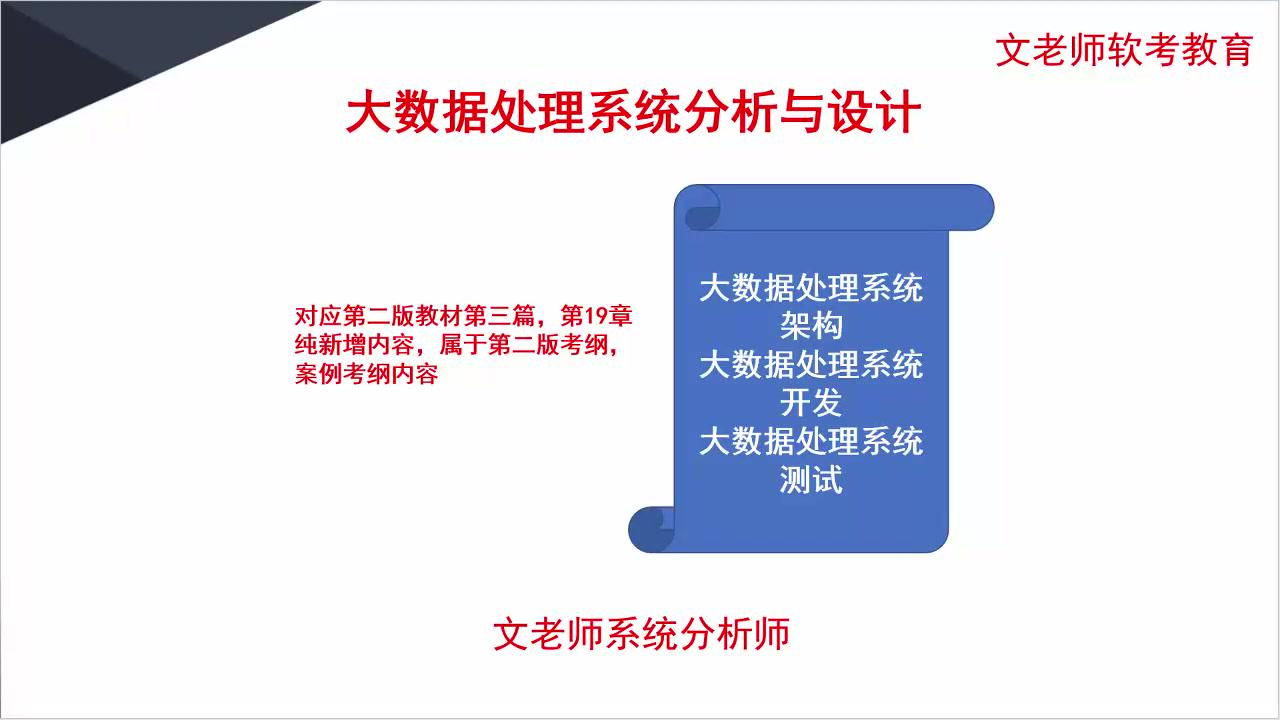 文老师软考教育
大数据处理系统分析与设计
对应第二版教材第三篇，第19章
纯新增内容，属于第二版考纲，
案例考纲内容
大数据处理系统
架构
大数据处理系统
开发
大数据处理系统
测试
文老师系统分析师